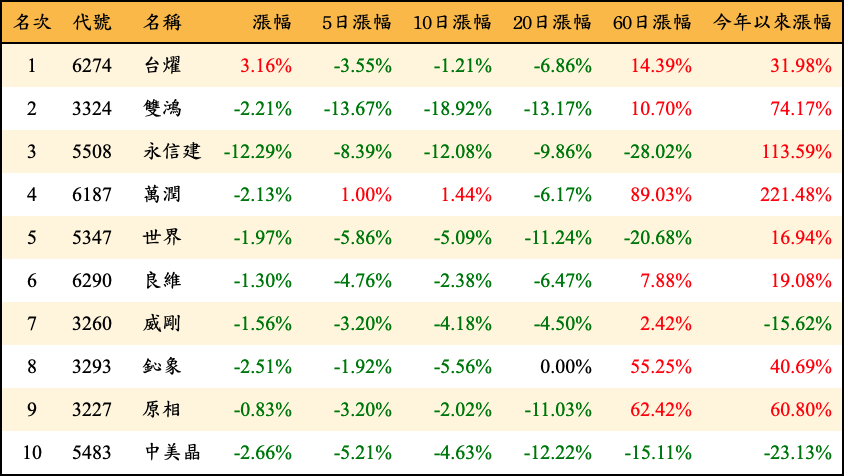 名次 代號 名稱 漲幅 5日漲幅 10日漲幅 20日漲幅 60日漲幅 今年以來漲幅
1 6274 台燿 3.16% -3.55% -1.21% -6.86% 14.39% 31.98%
2 3324 雙鴻 -2.21% -13.67% -18.92% -13.17% 10.70% 74.17%
3 5508 永信建 -12.29% -8.39% -12.08% -9.86% -28.02% 113.59%
4 6187 萬潤 -2.13% 1.00% 1.44% -6.17% 89.03% 221.48%
5 5347 世界 -1.97% -5.86% -5.09% -11.24% -20.68% 16.94%
6 6290 良維 -1.30% -4.76% -2.38% -6.47% 7.88% 19.08%
7 3260 威剛 -1.56% -3.20% -4.18% -4.50% 2.42% -15.62%
8 3293 鈊象 -2.51% -1.92% -5.56% 0.00% 55.25% 40.69%
9 3227 原相 -0.83% -3.20% -2.02% -11.03% 62.42% 60.80%
10 5483 中美晶 -2.66% -5.21% -4.63% -12.22% -15.11% -23.13%